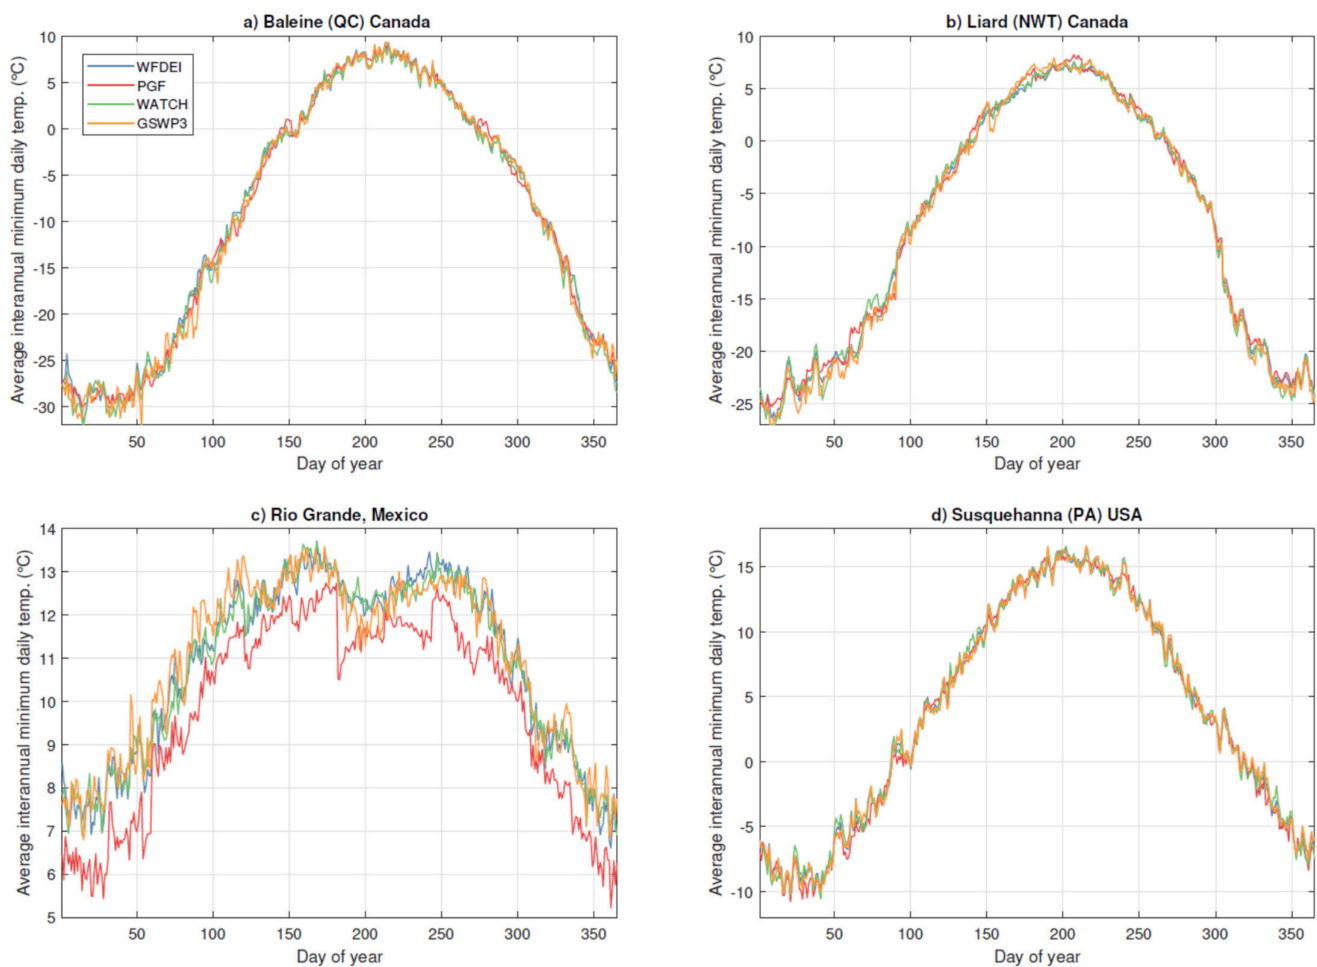 a) Baleine (QC) Canada
Average interannual minimum daily temp. (°C)
10
5
0
-5
-10
-15
-20
-25
-30
WFDEI
PGF
WATCH
GSWP3
50 100 150 200 250 300 350
Day of year
b) Liard (NWT) Canada
Average interannual minimum daily temp. (°C)
10
5
0
-5
-10
-15
-20
-25
50 100 150 200 250 300 350
Day of year
c) Rio Grande, Mexico
Average interannual minimum daily temp. (°C)
14
13
12
11
10
9
8
7
6
5
50 100 150 200 250 300 350
Day of year
d) Susquehanna (PA) USA
Average interannual minimum daily temp. (°C)
15
10
5
0
-5
-10
50 100 150 200 250 300 350
Day of year